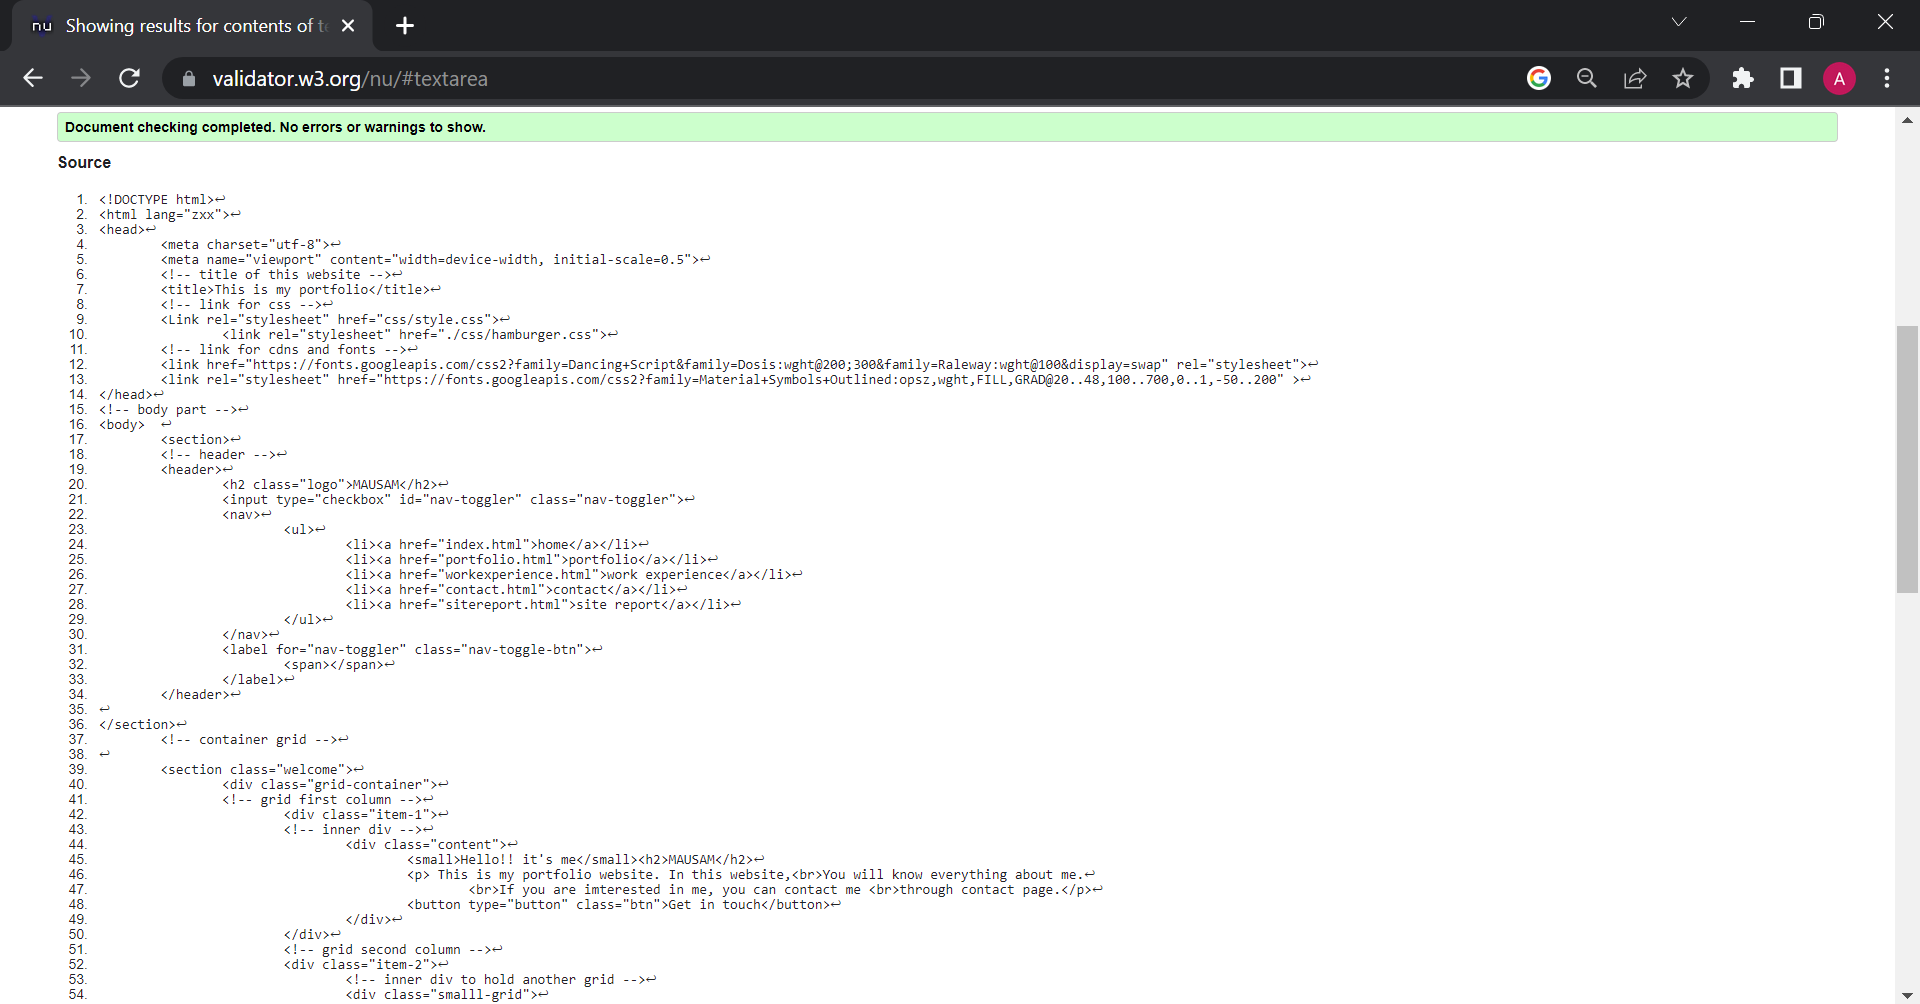 nu Showing results for contents of te
validator.w3.org/nu/#textarea
A
Document checking completed. No errors or warnings to show.
Source
1. <!DOCTYPE html>↩
2. <html lang="zxx">↩
3. <head>↩
4. <meta charset="utf-8">↩
5. <meta name="viewport" content="width=device-width, initial-scale=0.5">↩
6. <!-- title of this website -->↩
7. <title>This is my portfolio</title>↩
8. <!-- link for css -->↩
9. <Link rel="stylesheet" href="css/style.css">↩
10. <link rel="stylesheet" href="./css/hamburger.css">↩
11. <!-- link for cdns and fonts -->↩
12. <link href="https://fonts.googleapis.com/css2?family=Dancing+Script&family=Dosis:wght@200;300&family=Raleway:wght@100&display=swap" rel="stylesheet">↩
13. <link rel="stylesheet" href="https://fonts.googleapis.com/css2?family=Material+Symbols+Outlined:opsz,wght,FILL,GRAD@20..48,100..700,0..1,-50..200" >↩
14. </head>↩
15. <!-- body part -->↩
16. <body> ↩
17. <section>↩
18. <!-- header -->↩
19. <header>↩
20. <h2 class="logo">MAUSAM</h2>↩
21. <input type="checkbox" id="nav-toggler" class="nav-toggler">↩
22. <nav>↩
23. <ul>↩
24. <li><a href="index.html">home</a></li>↩
25. <li><a href="portfolio.html">portfolio</a></li>↩
26. <li><a href="workexperience.html">work experience</a></li>↩
27. <li><a href="contact.html">contact</a></li>↩
28. <li><a href="sitereport.html">site report</a></li>↩
29. </ul>↩
30. </nav>↩
31. <label for="nav-toggler" class="nav-toggle-btn">↩
32. <span></span>↩
33. </label>↩
34. </header>↩
35. ↩
36. </section>↩
37. <!-- container grid -->↩
38. ↩
39. <section class="welcome">↩
40. <div class="grid-container">↩
41. <!-- grid first column -->↩
42. <div class="item-1">↩
43. <!-- inner div -->↩
44. <div class="content">↩
45. <small>Hello!! it's me</small><h2>MAUSAM</h2>↩
46. <p> This is my portfolio website. In this website,<br>You will know everything about me.↩
47. <br>If you are imterested in me, you can contact me <br>through contact page.</p>↩
48. <button type="button" class="btn">Get in touch</button>↩
49. </div>↩
50. </div>↩
51. <!-- grid second column -->↩
52. <div class="item-2">↩
53. <!-- inner div to hold another grid -->↩
54. <div class="smalll-grid">↩